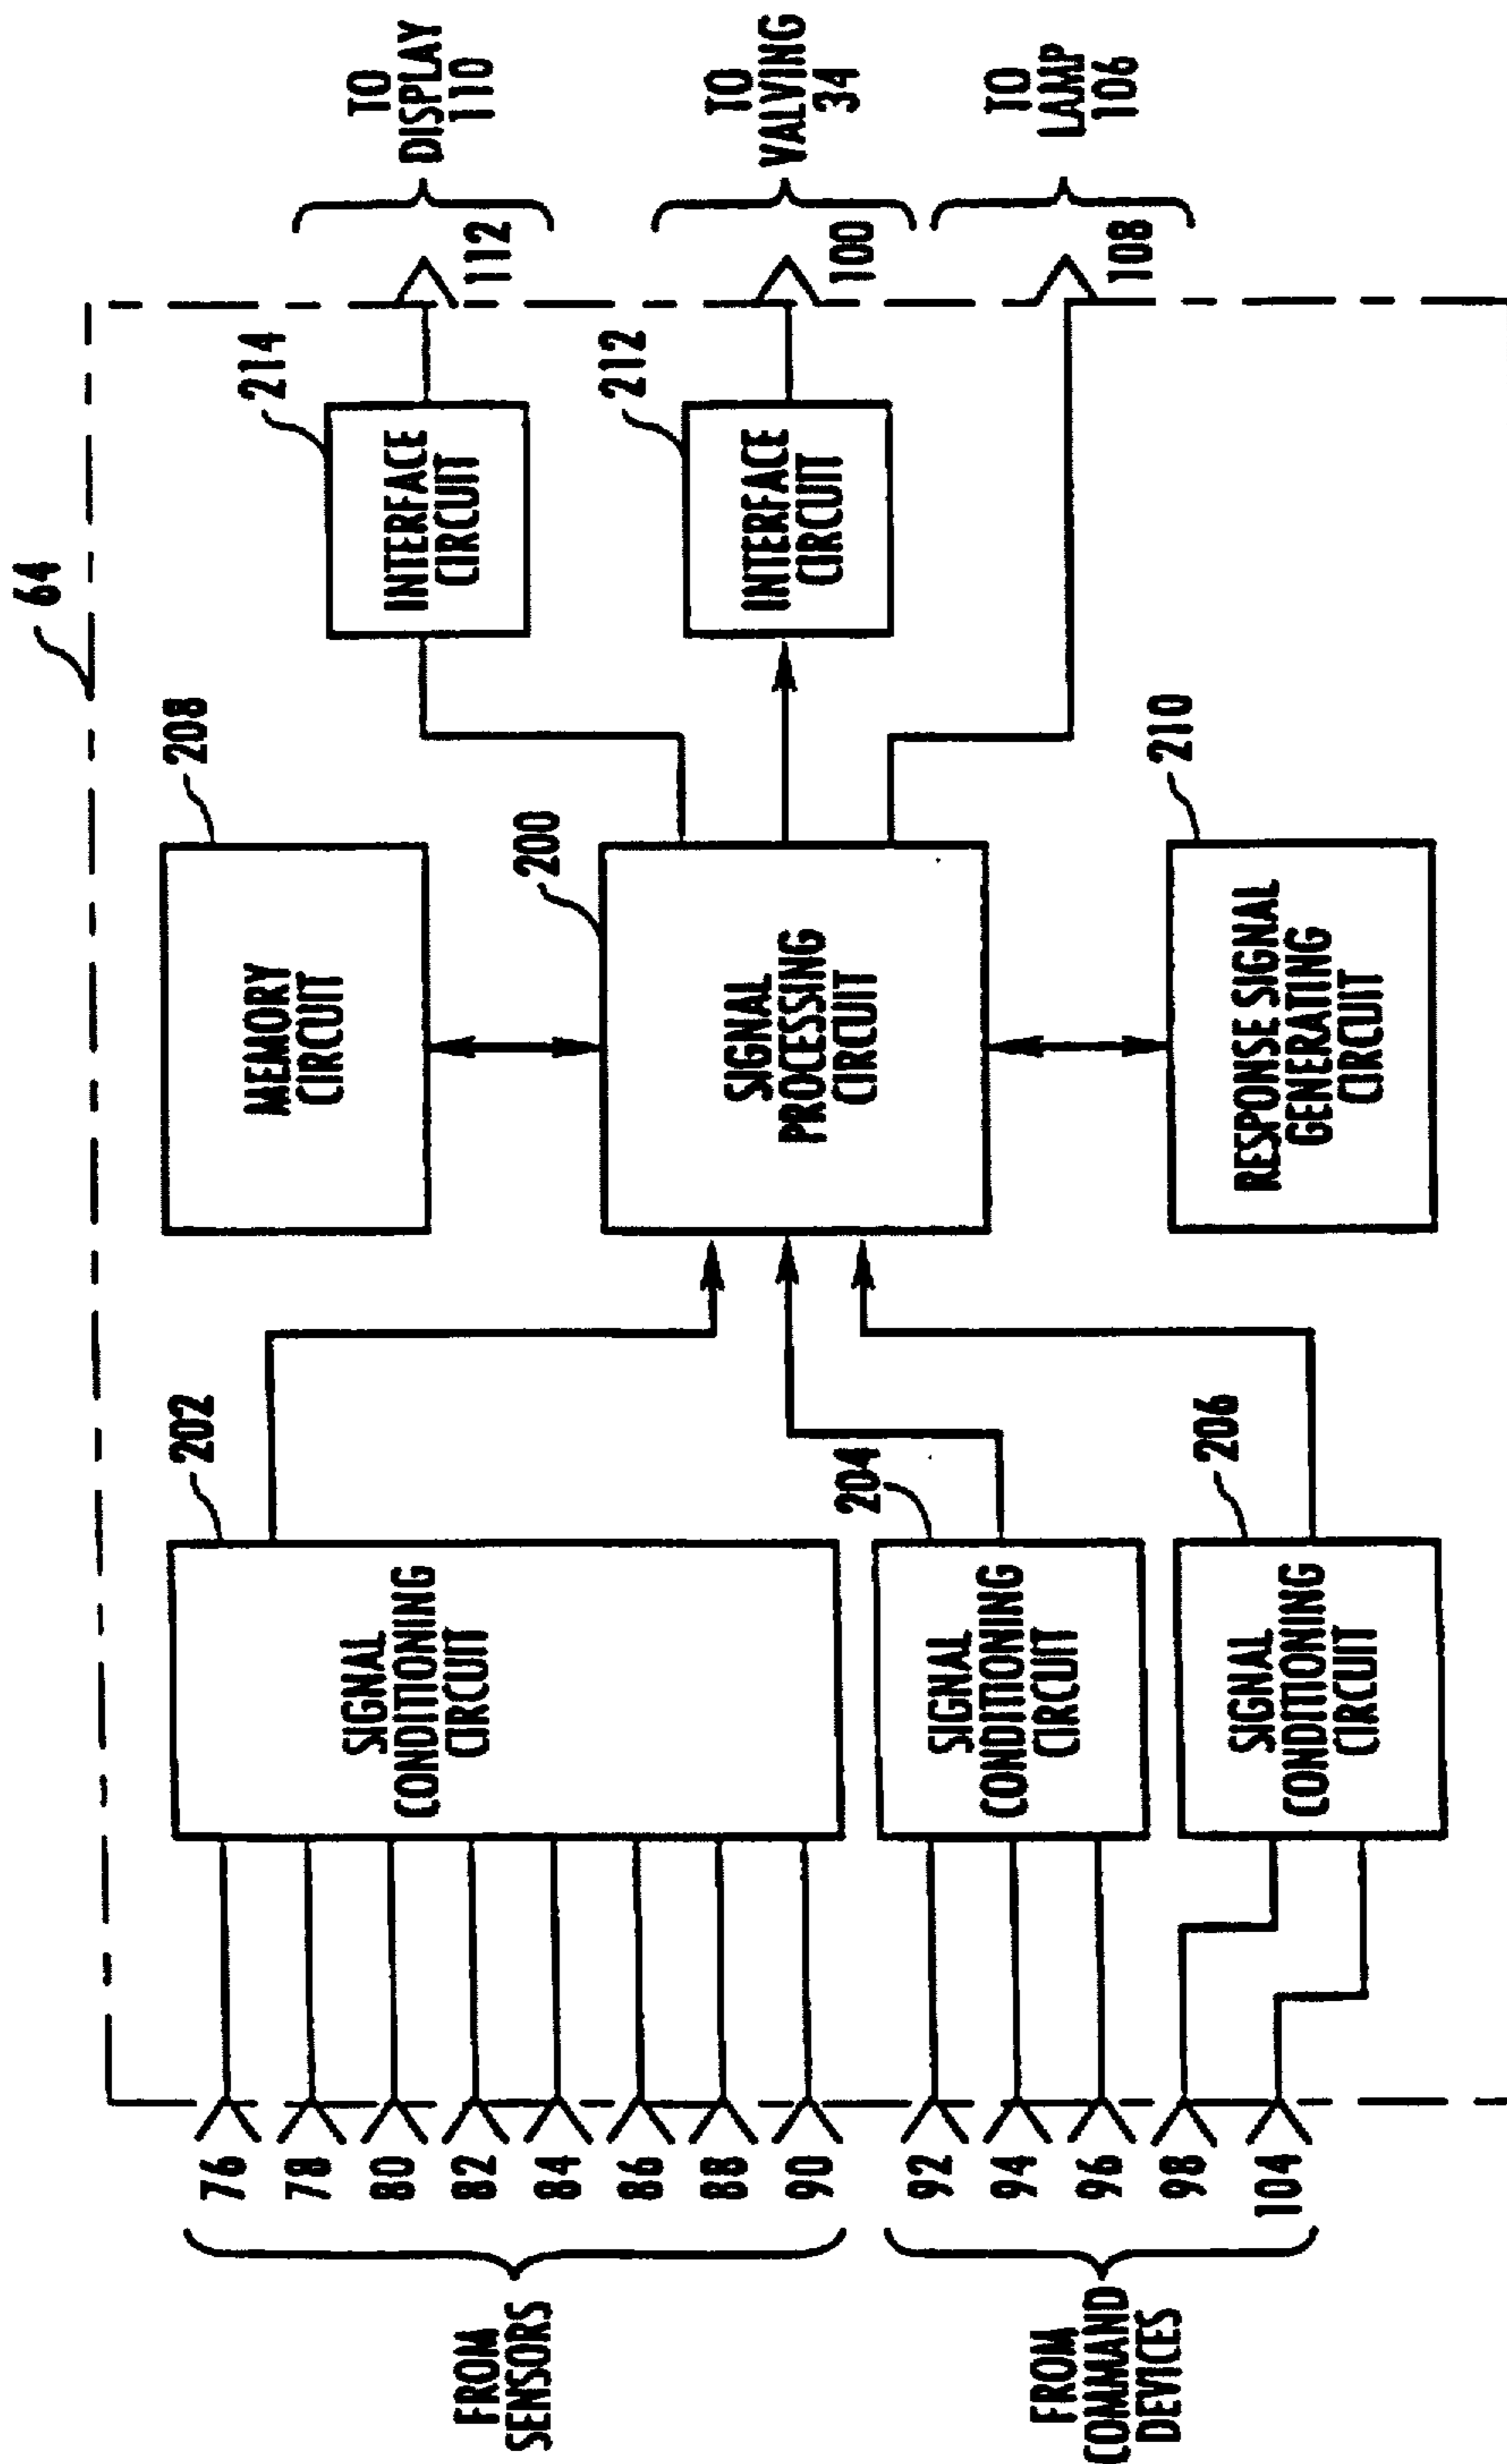 64
FROM
SENSORS
76
78
80
82
84
86
88
90
FROM
COMMAND
DEVICES
92
94
96
98
104
202
SIGNAL
CONDITIONING
CIRCUIT
204
SIGNAL
CONDITIONING
CIRCUIT
206
SIGNAL
CONDITIONING
CIRCUIT
208
MEMORY
CIRCUIT
200
SIGNAL
PROCESSING
CIRCUIT
210
RESPONSE SIGNAL
GENERATING
CIRCUIT
214
INTERFACE
CIRCUIT
212
INTERFACE
CIRCUIT
112
TO
DISPLAY
110
100
TO
VALVING
34
108
TO
LAMP
106